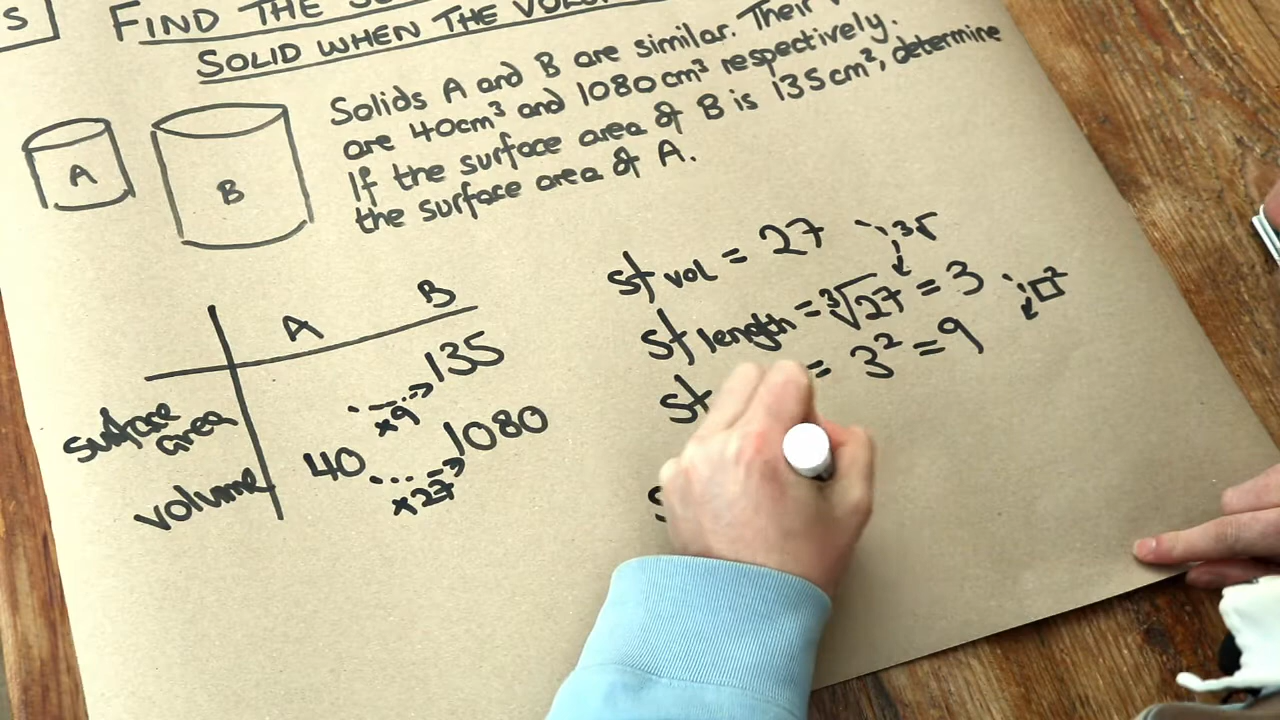 S
FIND THE
SOLID WHEN THE
Solids A and B are similar. Their
are 40cm³ and 1080cm³ respectively.
If the surface area of B is 135cm², determine
the surface area of A.
A
B
A B
surface area 135
×9
volume 40 1080
×27
sf vol = 27
3√
sf length = ³√27 = 3
□²
sf = 3² = 9